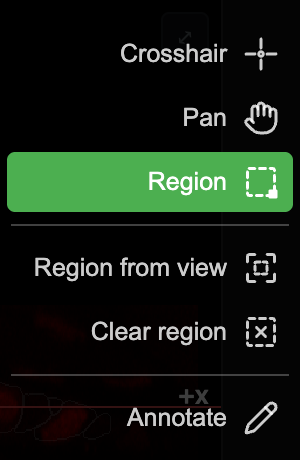 Crosshair
Pan
Region
Region from view
Clear region
+x
Annotate